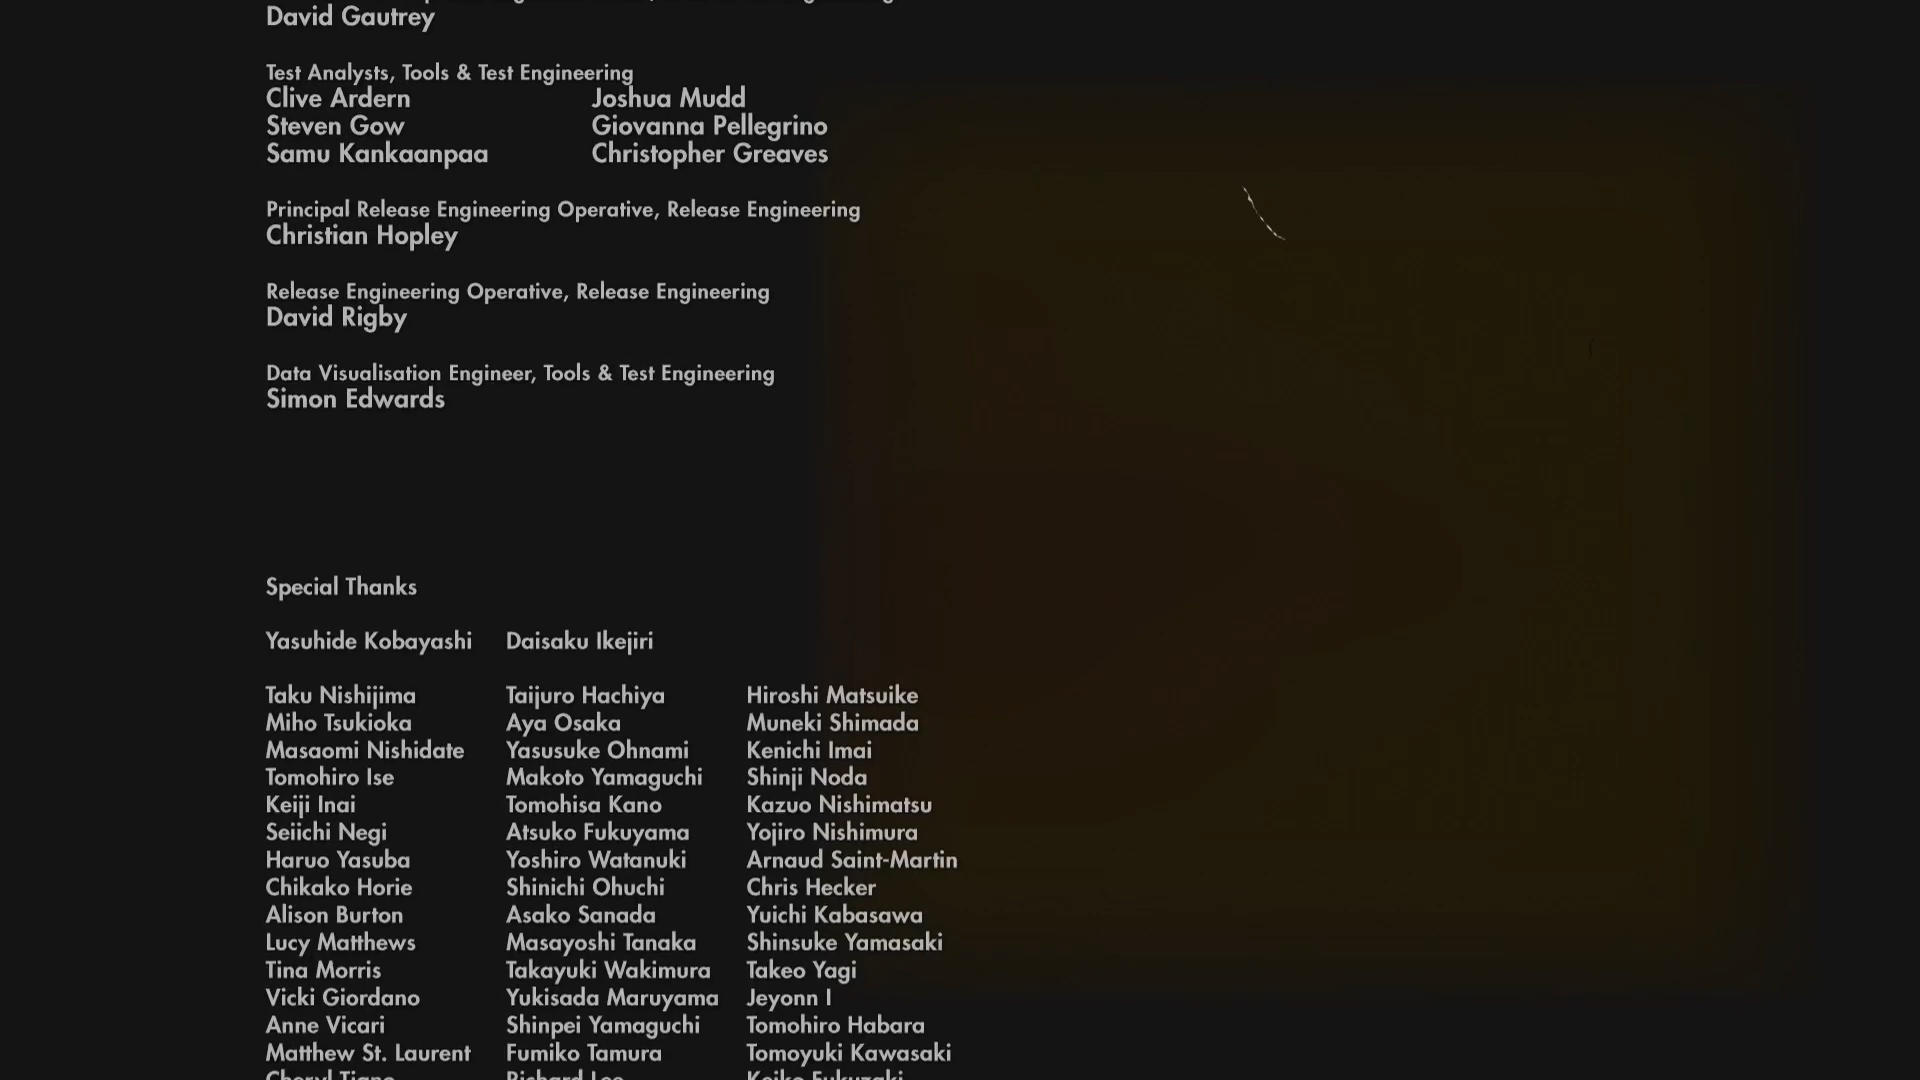 David Gautrey
Test Analysts, Tools & Test Engineering
Clive Ardern Joshua Mudd
Steven Gow Giovanna Pellegrino
Samu Kankaanpaa Christopher Greaves
Principal Release Engineering Operative, Release Engineering
Christian Hopley
Release Engineering Operative, Release Engineering
David Rigby
Data Visualisation Engineer, Tools & Test Engineering
Simon Edwards
Special Thanks
Yasuhide Kobayashi Daisaku Ikejiri
Taku Nishijima Taijuro Hachiya Hiroshi Matsuike
Miho Tsukioka Aya Osaka Muneki Shimada
Masaomi Nishidate Yasusuke Ohnami Kenichi Imai
Tomohiro Ise Makoto Yamaguchi Shinji Noda
Keiji Inai Tomohisa Kano Kazuo Nishimatsu
Seiichi Negi Atsuko Fukuyama Yojiro Nishimura
Haruo Yasuba Yoshiro Watanuki Arnaud Saint-Martin
Chikako Horie Shinichi Ohuchi Chris Hecker
Alison Burton Asako Sanada Yuichi Kabasawa
Lucy Matthews Masayoshi Tanaka Shinsuke Yamasaki
Tina Morris Takayuki Wakimura Takeo Yagi
Vicki Giordano Yukisada Maruyama Jeyonn I
Anne Vicari Shinpei Yamaguchi Tomohiro Habara
Matthew St. Laurent Fumiko Tamura Tomoyuki Kawasaki